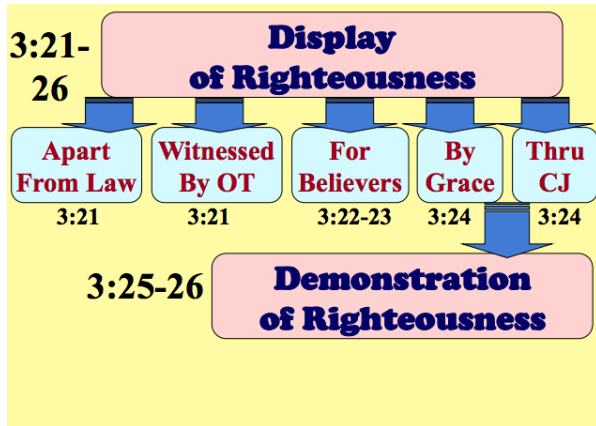 3:21-
26
Display
of Righteousness
Apart
From Law
Witnessed
By OT
For
Believers
By
Grace
Thru
CJ
3:21
3:21
3:22-23
3:24
3:24
3:25-26
Demonstration
of Righteousness